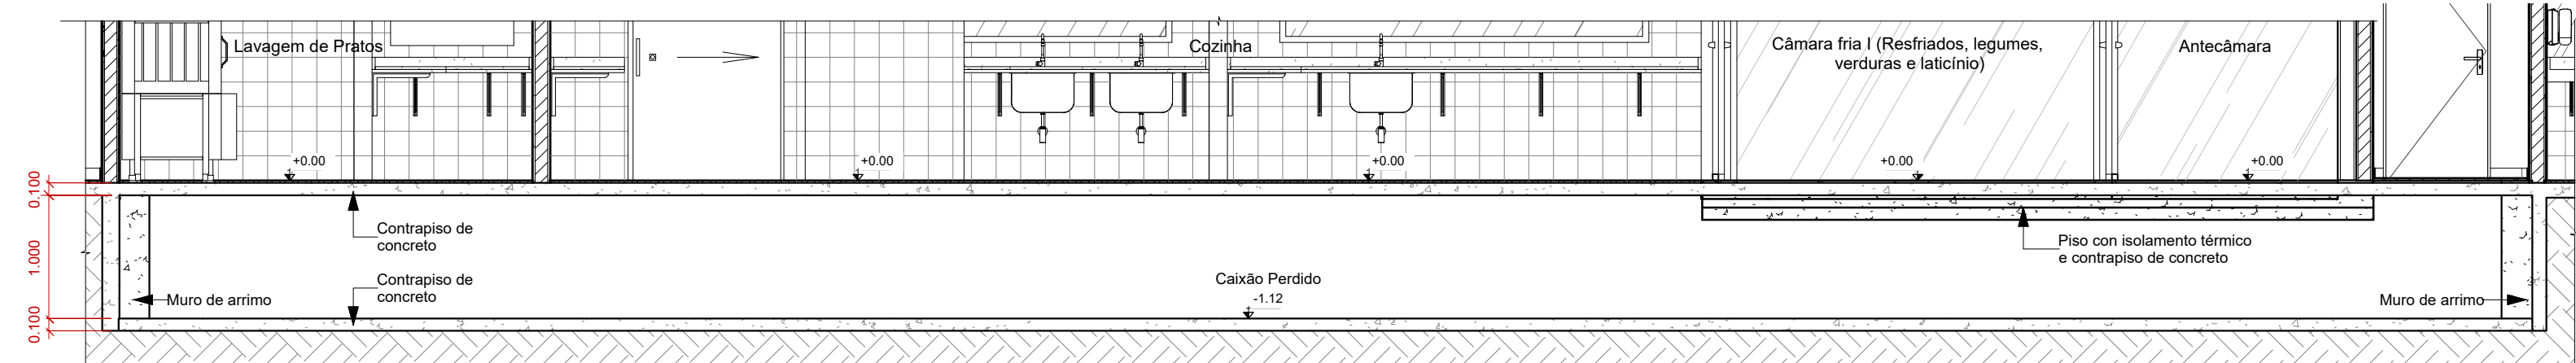 Lavagem de Pratos
Cozinha
Câmara fria I (Resfriados, legumes,
verduras e laticínio)
Antecâmara
+0.00
+0.00
+0.00
+0.00
+0.00
0.100
1.000
0.100
Contrapiso de
concreto
Contrapiso de
concreto
Piso con isolamento térmico
e contrapiso de concreto
Caixão Perdido
-1.12
Muro de arrimo
Muro de arrimo